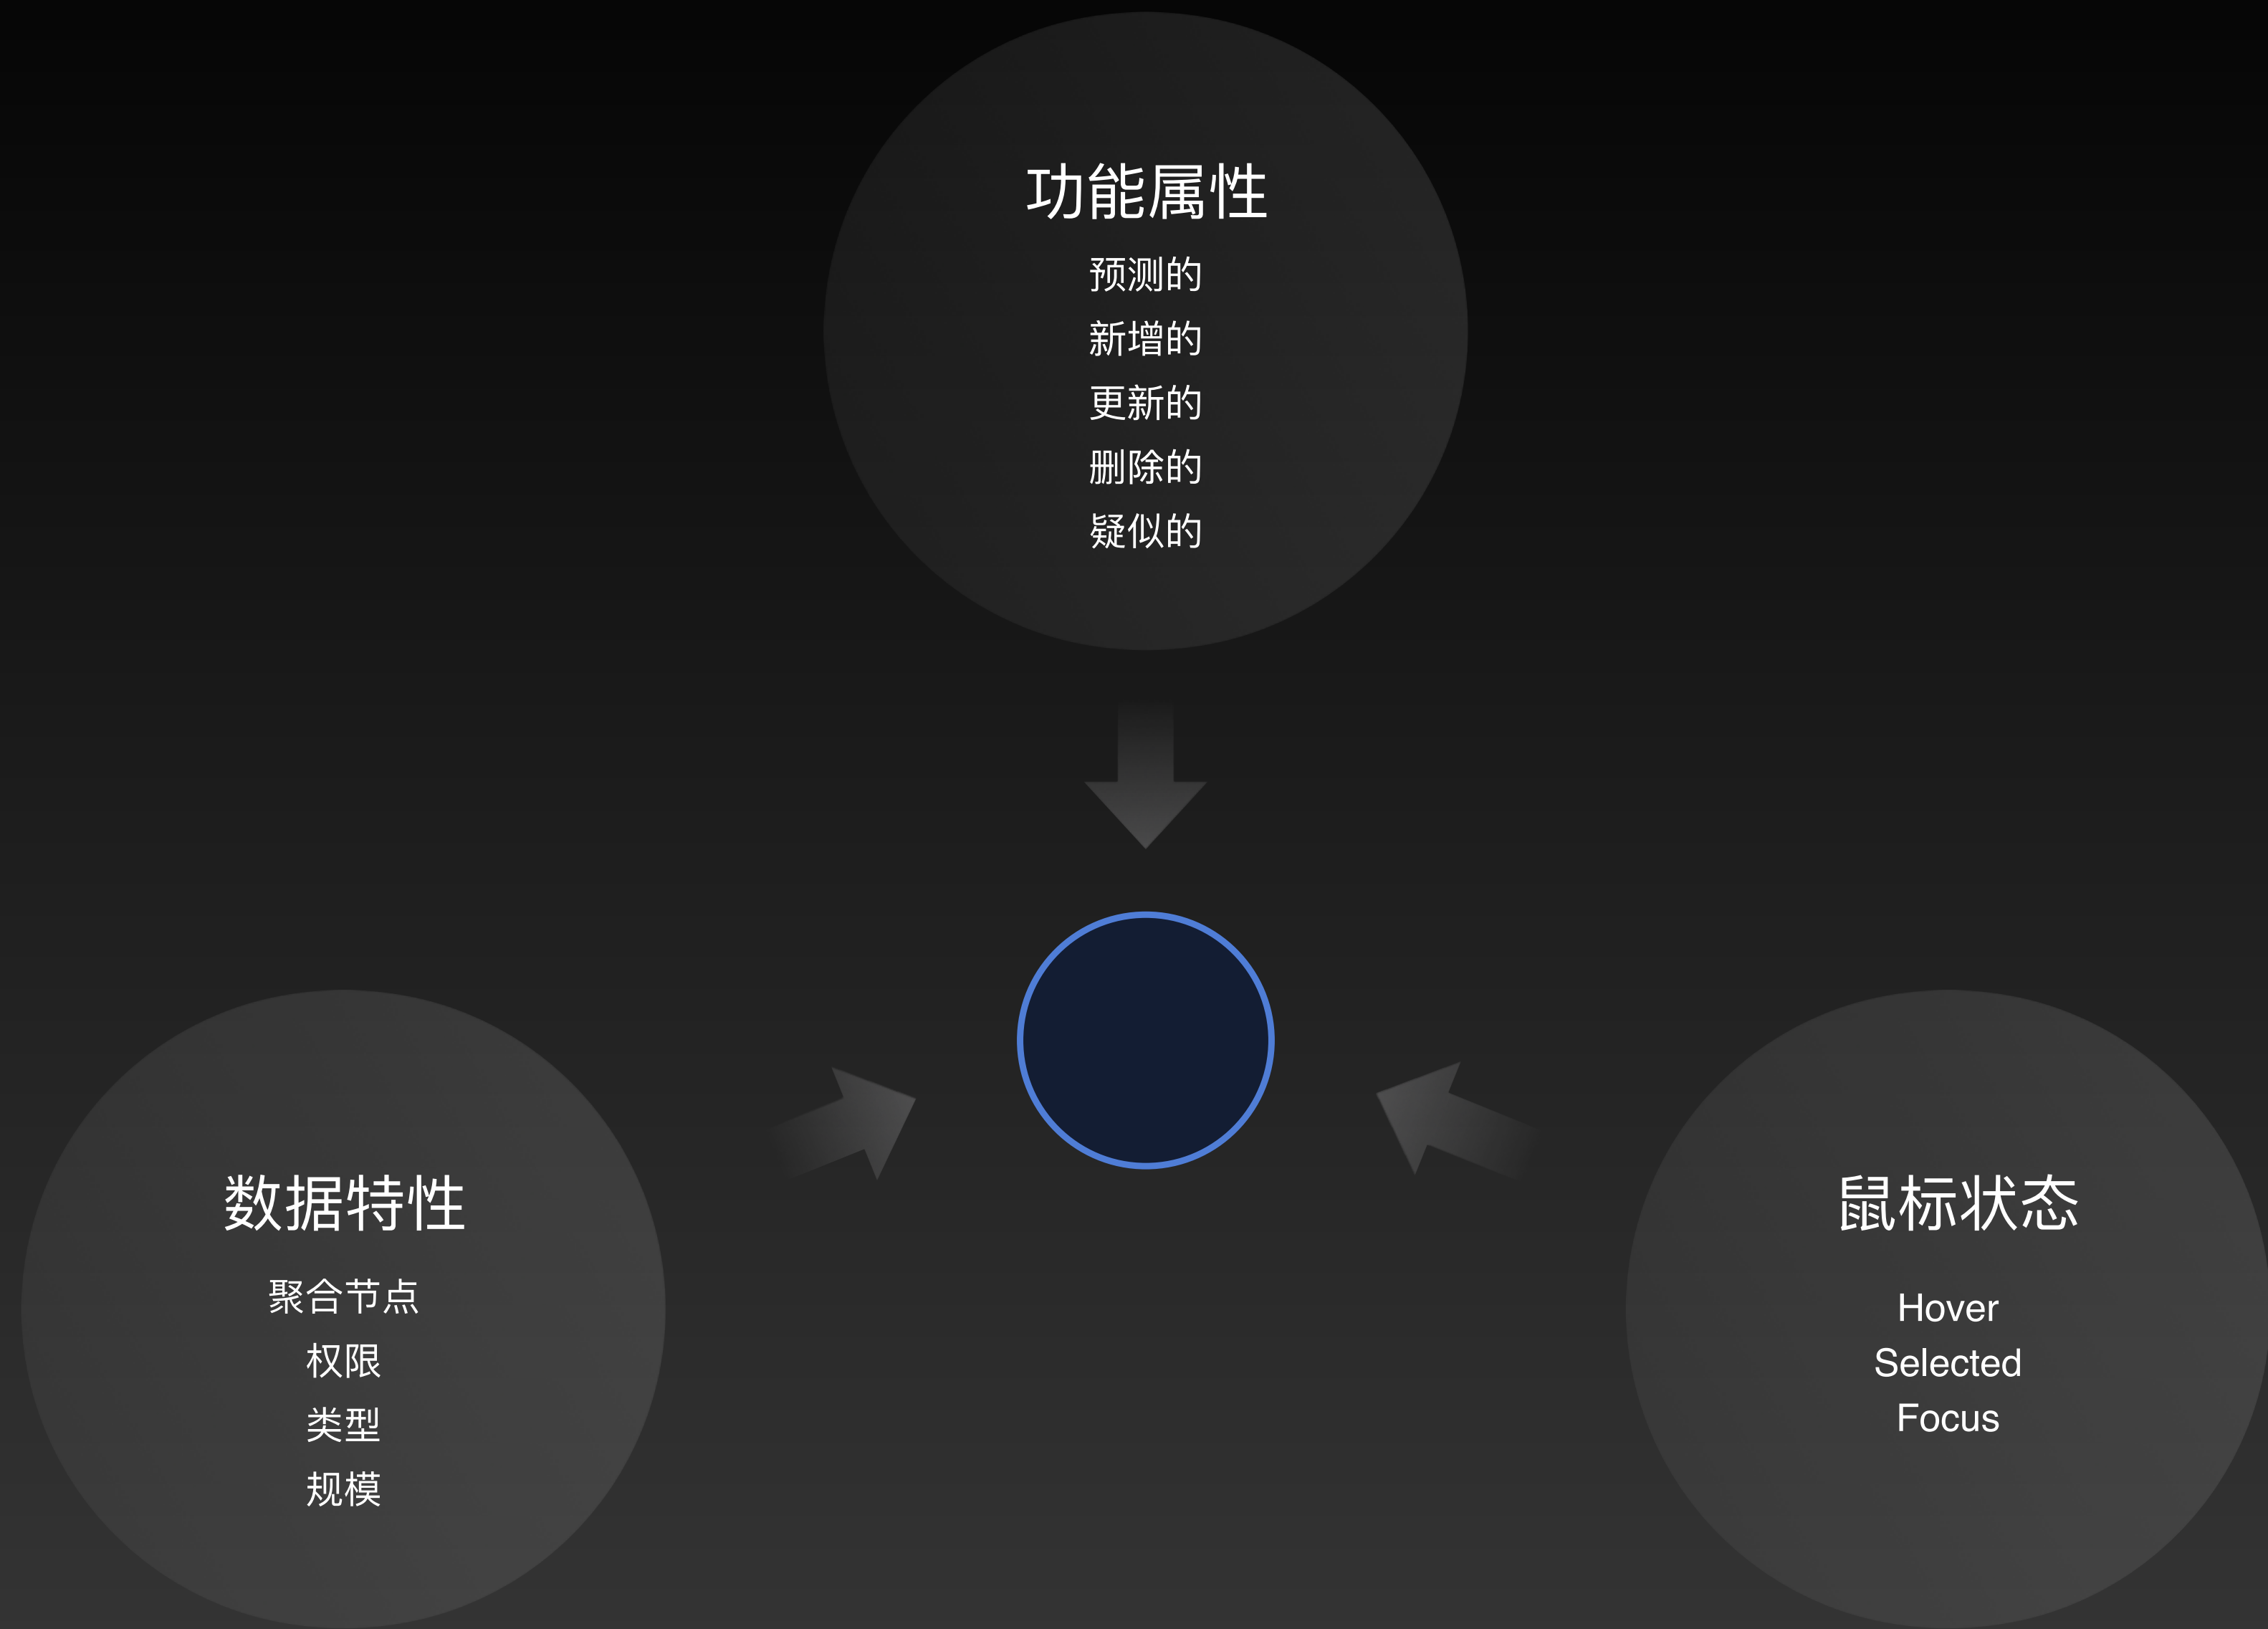 功能属性
预测的
新增的
更新的
删除的
疑似的
数据特性
聚合节点
权限
类型
规模
鼠标状态
Hover
Selected
Focus